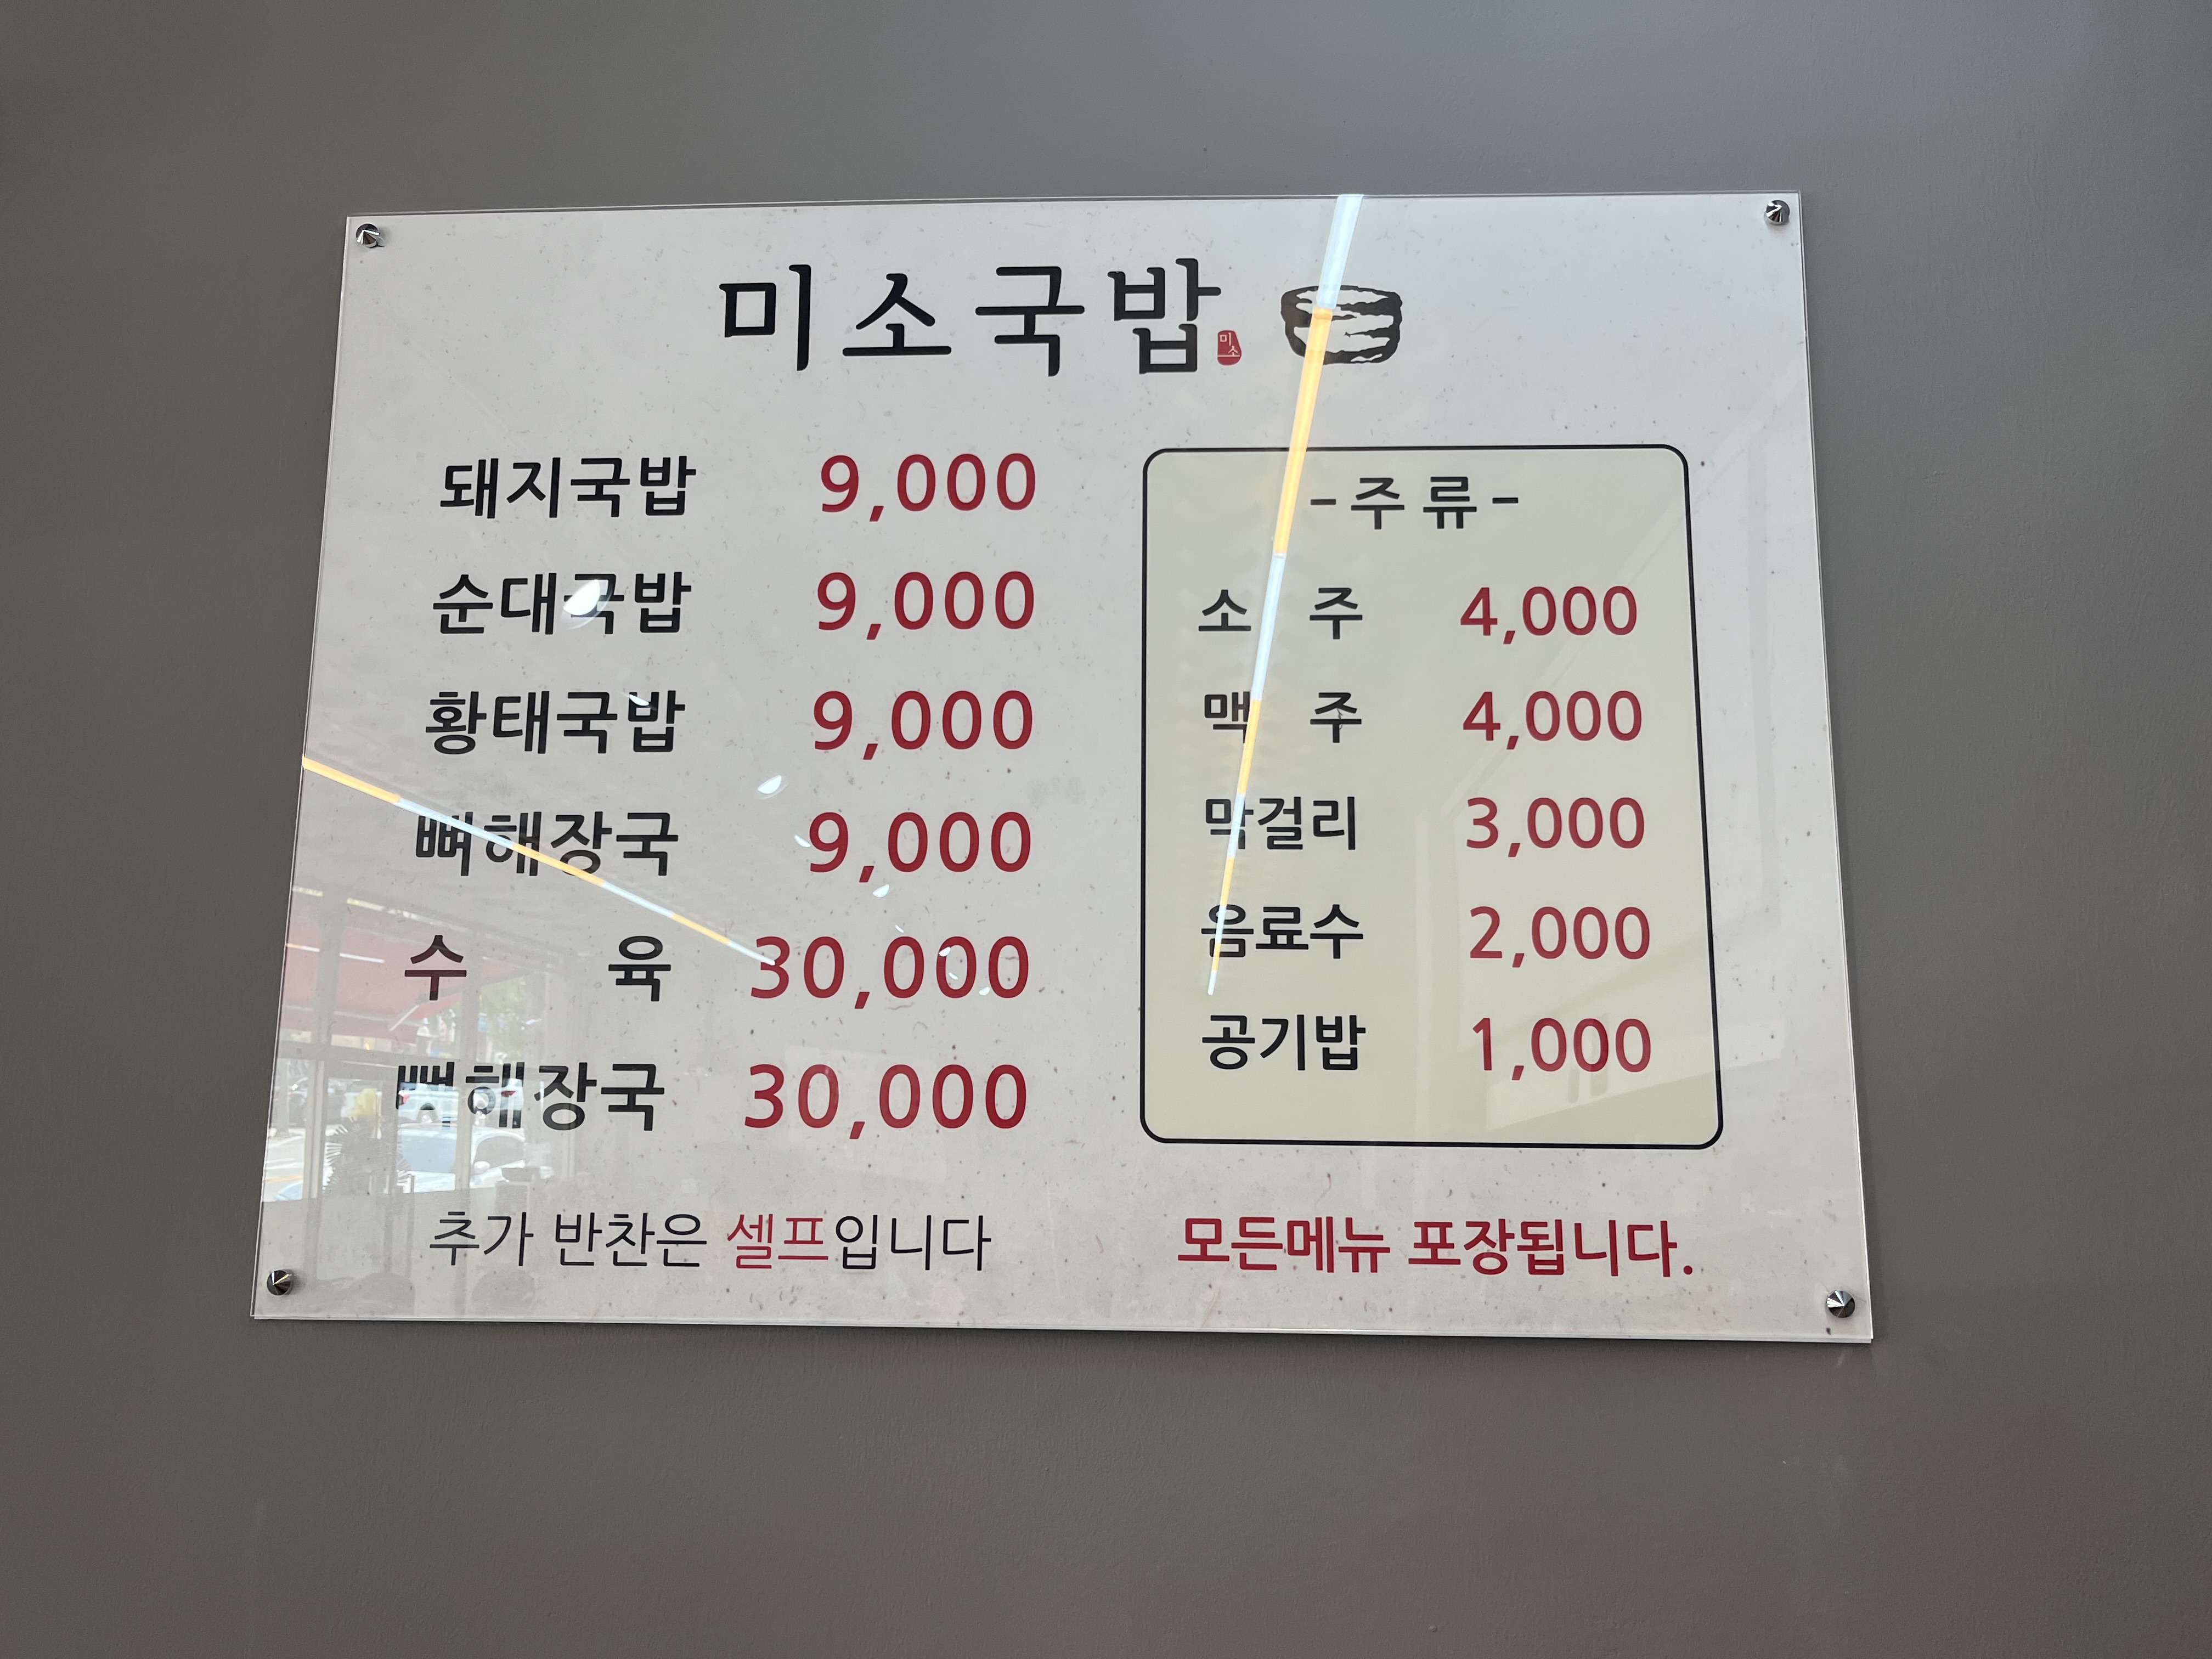 미소국밥
미소
돼지국밥 9,000
순대국밥 9,000
황태국밥 9,000
뼈해장국 9,000
수 육 30,000
뼈해장국 30,000
-주류-
소 주 4,000
맥 주 4,000
막걸리 3,000
음료수 2,000
공기밥 1,000
추가 반찬은 셀프입니다
모든메뉴 포장됩니다.